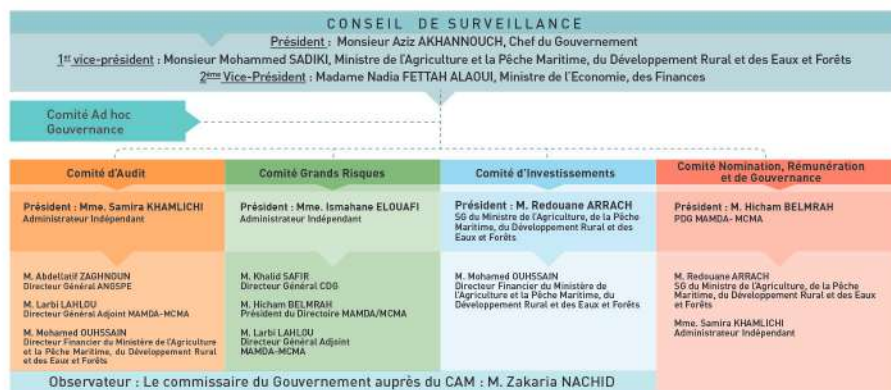 CONSEIL DE SURVEILLANCE
Président : Monsieur Aziz AKHANNOUCH, Chef du Gouvernement
1er vice-président : Monsieur Mohammed SADIKI, Ministre de l'Agriculture et la Pêche Maritime, du Dévelopement Rural et des Eaux et Forêts
2ème Vice-Président : Madame Nadia FETTAH ALAOUI, Ministre de l'Economie, des Finances
Comité Ad hoc
Gouvernance
Comité d'Audit
Président : Mme. Samira KHAMLICHI
Administrateur Indépendant
M. Abdellatif ZAGHNOUN
Directeur Général ANGSPE
M. Larbi LAHLOU
Directeur Général Adjoint MAMDA-MCMA
M. Mohamed OUHSSAIN
Directeur Financier du Ministère de l'Agriculture
et la Pêche Maritime, du Développement Rural
et des Eaux et Forêts
Comité Grands Risques
Président : Mme. Ismahane ELOUAFI
Administrateur Indépendant
M. Khalid SAFIR
Directeur Général CDG
M. Hicham BELMRAH
Président du Directoire MAMDA/MCMA
M. Larbi LAHLOU
Directeur Général Adjoint
MAMDA-MCMA
Comité d'Investissements
Président : M. Redouane ARRACH
SG du Ministre de l'Agriculture, de la Pêche
Maritime, du Développement Rural et des
Eaux et Forêts
M. Mohamed OUHSSAIN
Directeur Financier du Ministère de
l'Agriculture et la Pêche Maritime, du
Développement Rural et des Eaux et Forêts
Comité Nomination, Rémunération
et de Gouvernance
Président : M. Hicham BELMRAH
PDG MAMDA- MCMA
M. Redouane ARRACH
SG du Ministre de l'Agriculture, de la Pêche
Maritime, du Développement Rural et des Eaux
et Forêts
Mme. Samira KHAMLICHI
Administrateur Indépendant
Observateur : Le commissaire du Gouvernement auprès du CAM : M. Zakaria NACHID